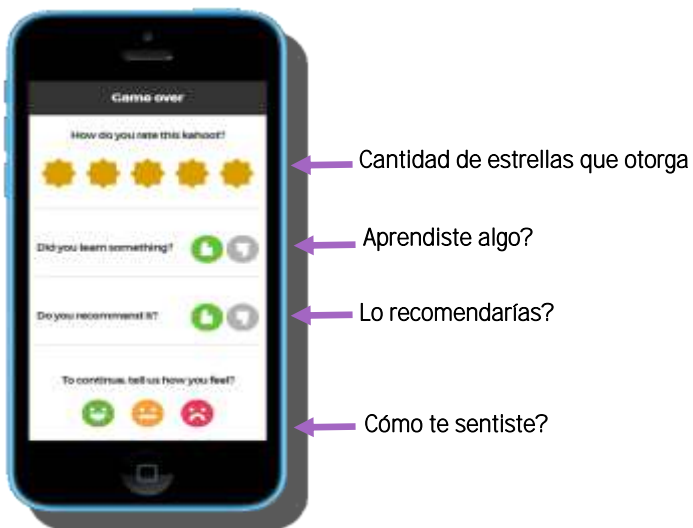 Game over
How do you rate this kahoot?
Cantidad de estrellas que otorga
Did you learn something?
Aprendiste algo?
Do you recommend it?
Lo recomendarías?
To continue, tell us how you feel?
Cómo te sentiste?